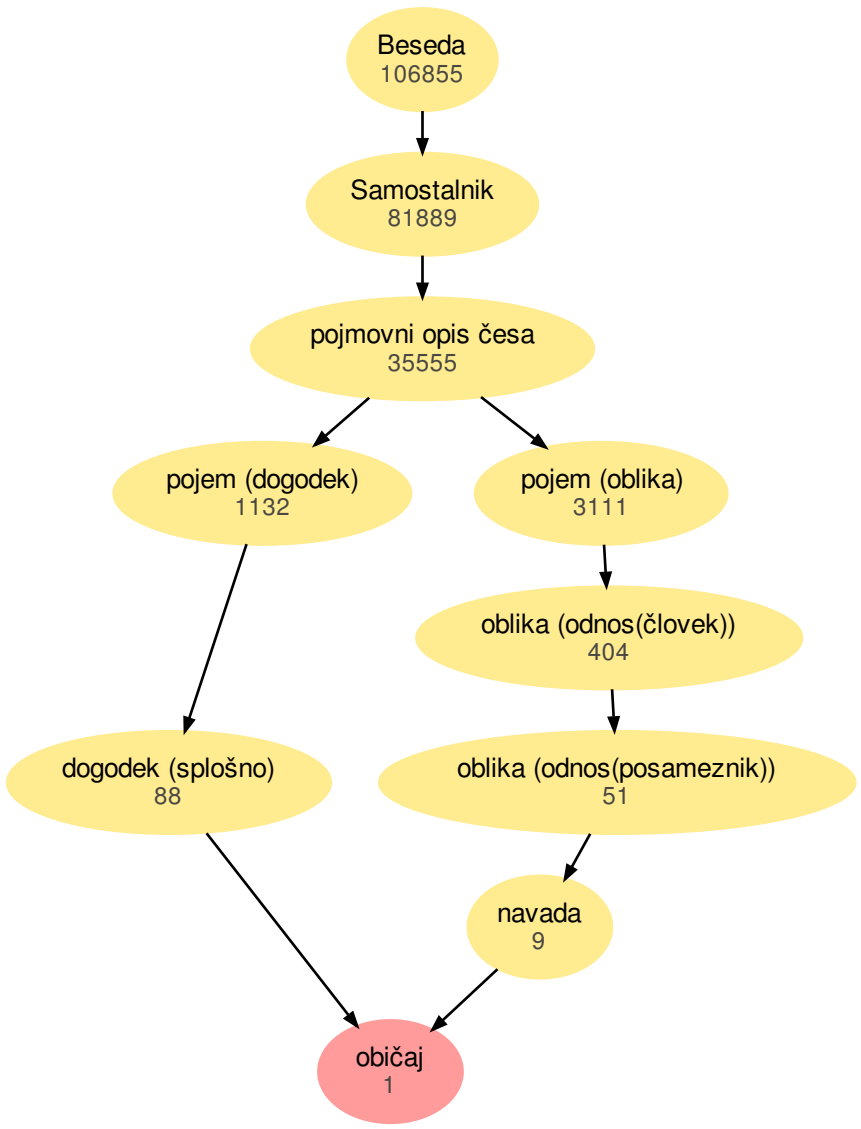 Beseda
106855
Samostalnik
81889
pojmovni opis česa
35555
pojem (dogodek)
1132
pojem (oblika)
3111
oblika (odnos(človek))
404
dogodek (splošno)
88
oblika (odnos(posameznik))
51
navada
9
običaj
1